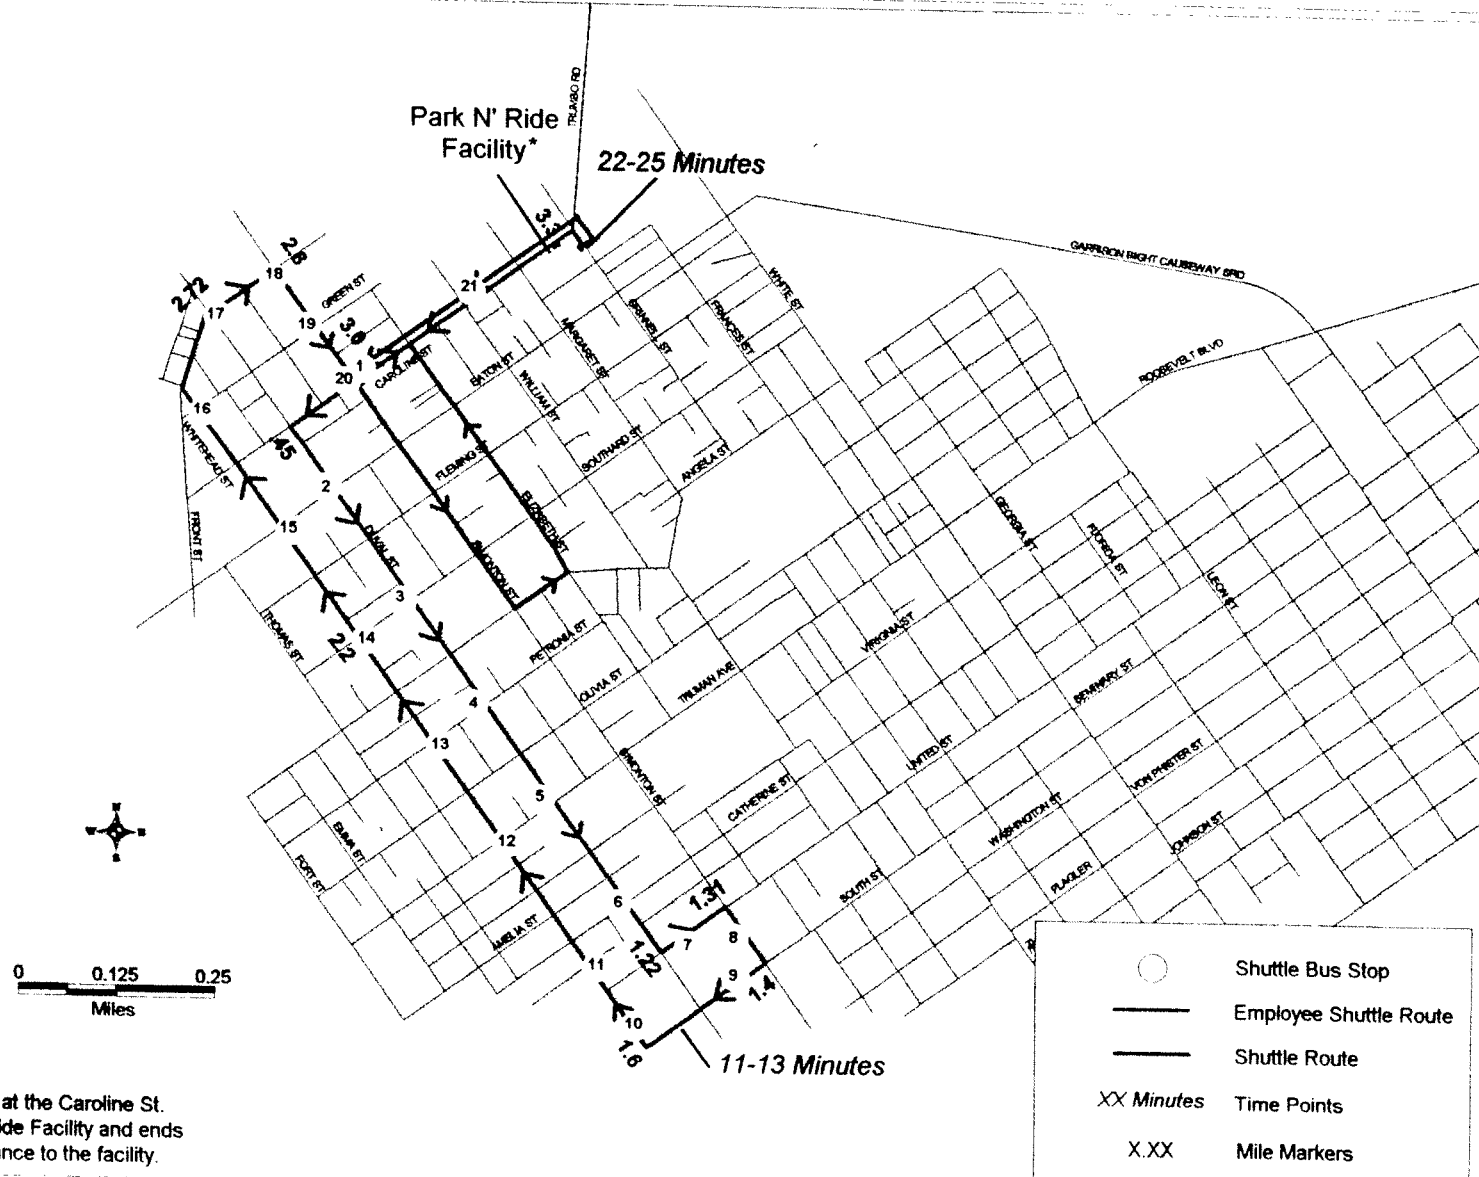 TRUMBO RD
Park N' Ride
Facility*
22-25 Minutes
GARRISON BIGHT CAUSEWAY
ROOSEVELT BLVD
WHITE ST
FRANCES ST
GRINNELL ST
MARGARET ST
WILLIAM ST
EATON ST
CAROLINE ST
GREEN ST
2.8
2.72
18
17
19
3.6
21
1
20
16
.45
WHITEHEAD ST
FRONT ST
FLEMING ST
SOUTHARD ST
ANGELA ST
ELIZABETH ST
SIMONTON ST
DUVAL ST
2
15
3
14
2.2
THOMAS ST
PETRONIA ST
OLIVIA ST
TRUMAN AVE
VIRGINIA ST
GEORGIA ST
FLORIDA ST
LEON ST
4
13
5
12
SIMONTON ST
CATHERINE ST
UNITED ST
SEMINARY ST
VON PHISTER ST
WASHINGTON ST
JOHNSON ST
FLAGLER
SOUTH ST
EMMA ST
FORT ST
AMELIA ST
6
1.31
7
8
1.22
9
1.4
11
10
1.6
11-13 Minutes
N
W
S
0 0.125 0.25
Miles
at the Caroline St.
ide Facility and ends
nce to the facility.
Shuttle Bus Stop
Employee Shuttle Route
Shuttle Route
XX Minutes Time Points
X.XX Mile Markers